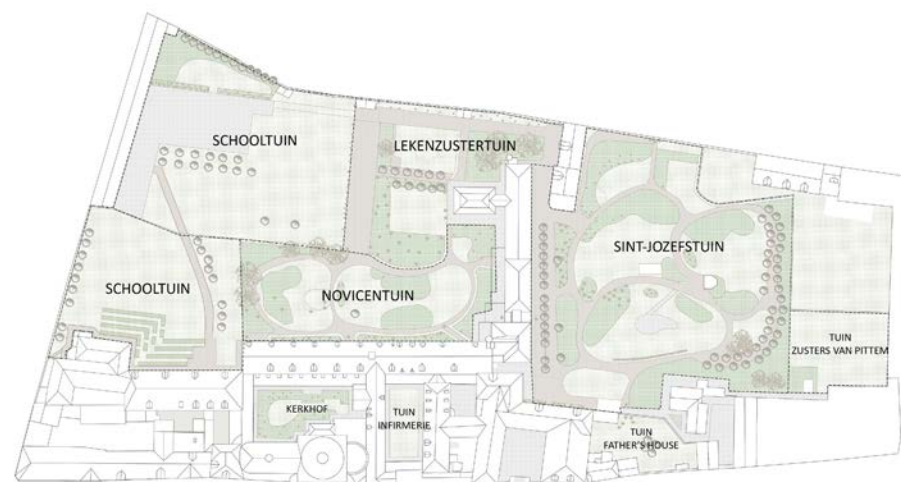 SCHOOLTUIN
LEKENZUSTERTUIN
SINT-JOZEFSTUIN
SCHOOLTUIN
NOVICENTUIN
TUIN
ZUSTERS VAN PITTEM
KERKHOF
TUIN
INFIRMERIE
TUIN
FATHER'S HOUSE